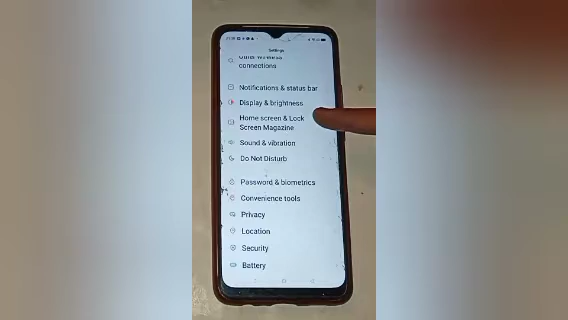 Settings
connections
Notifications & status bar
Display & brightness
Home screen & Lock
Screen Magazine
Sound & vibration
Do Not Disturb
Password & biometrics
Convenience tools
Privacy
Location
Security
Battery